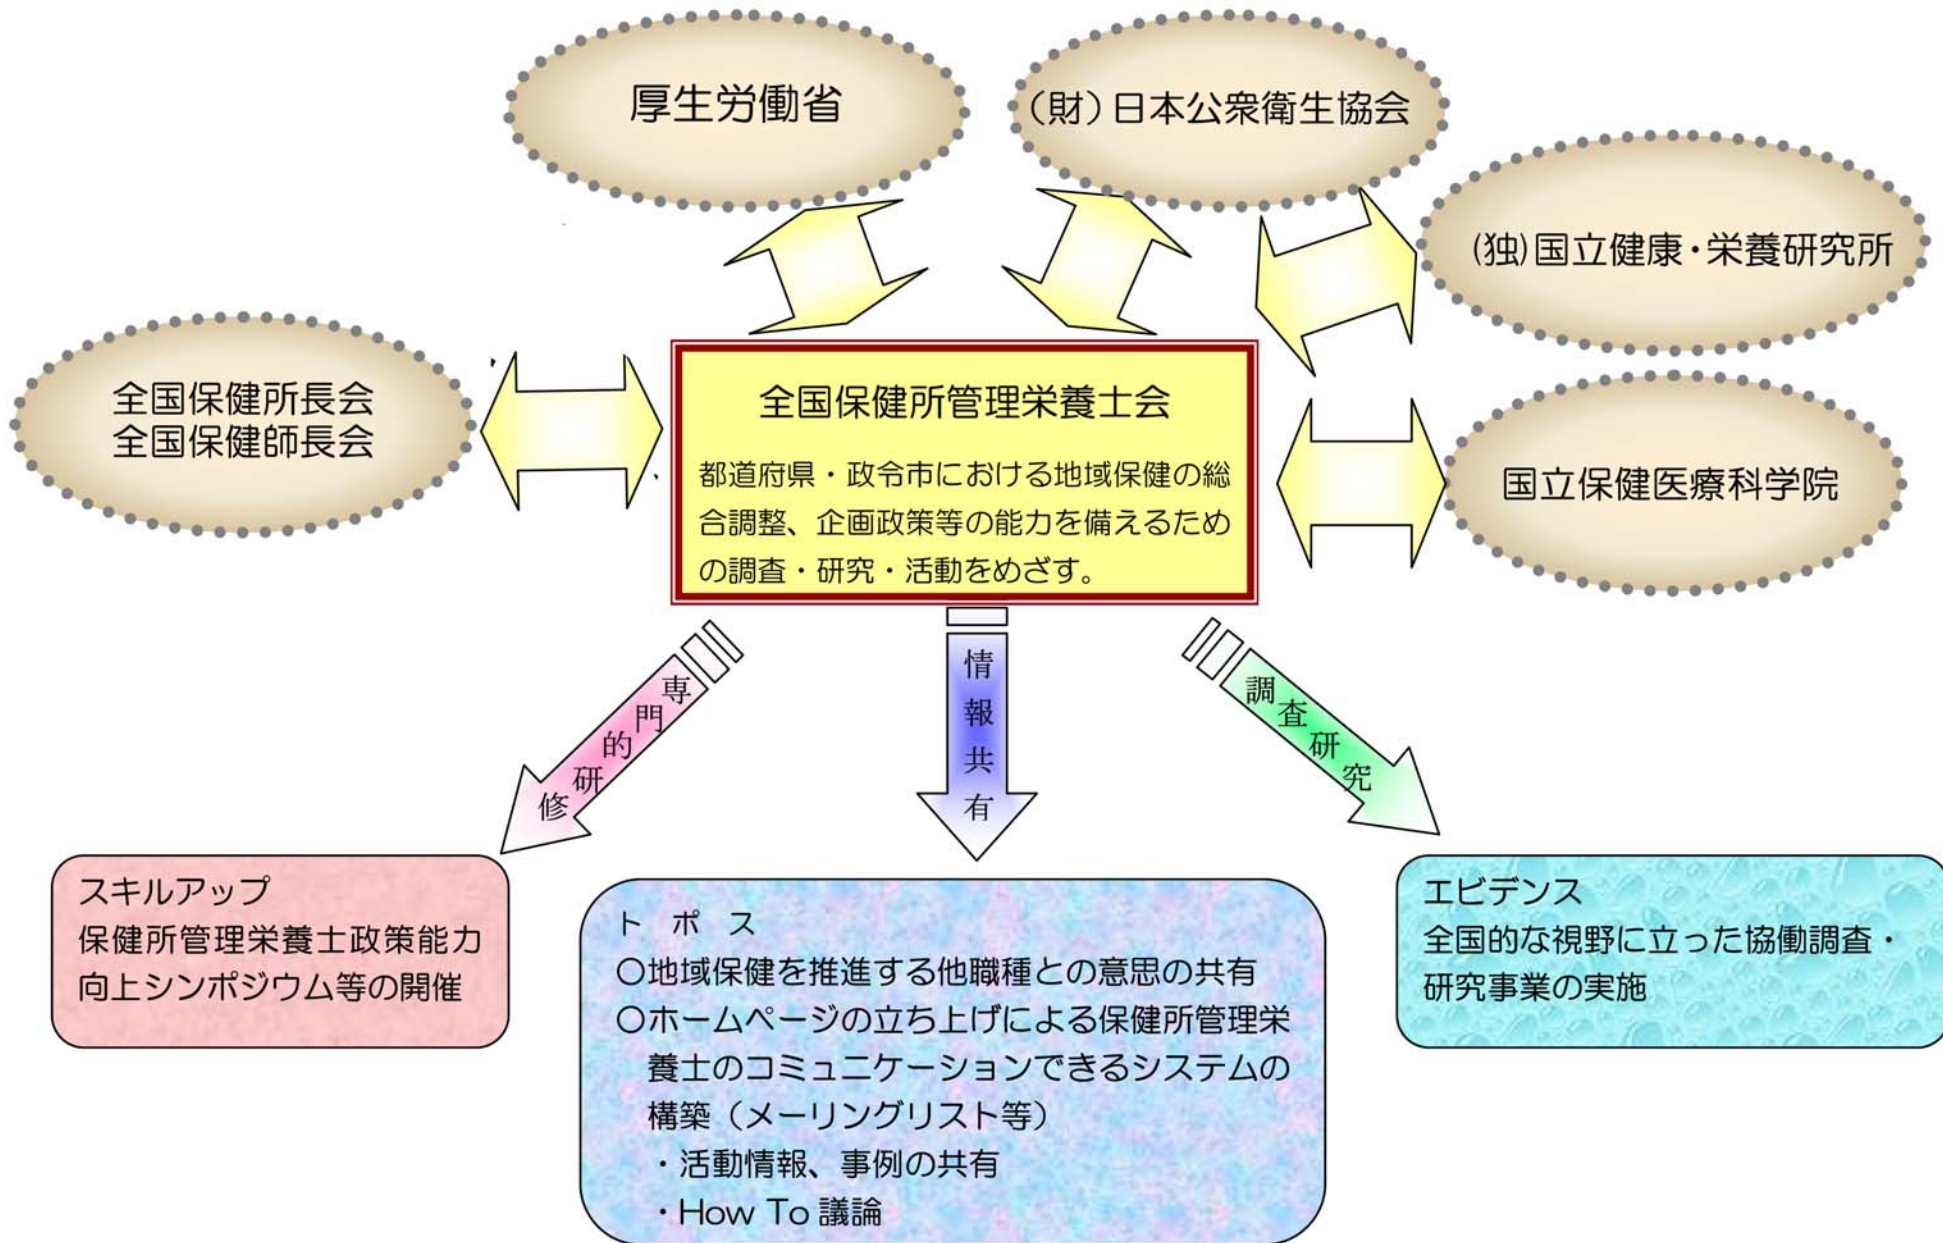 厚生労働省
(財)日本公衆衛生協会
(独)国立健康・栄養研究所
全国保健所長会
全国保健師長会
国立保健医療科学院
全国保健所管理栄養士会
都道府県・政令市における地域保健の総
合調整、企画政策等の能力を備えるため
の調査・研究・活動をめざす。
専門的研修
情報共有
調査研究
スキルアップ
保健所管理栄養士政策能力
向上シンポジウム等の開催
ト ポ ス
○地域保健を推進する他職種との意思の共有
○ホームページの立ち上げによる保健所管理栄
養士のコミュニケーションできるシステムの
構築（メーリングリスト等）
・活動情報、事例の共有
・How To 議論
エビデンス
全国的な視野に立った協働調査・
研究事業の実施